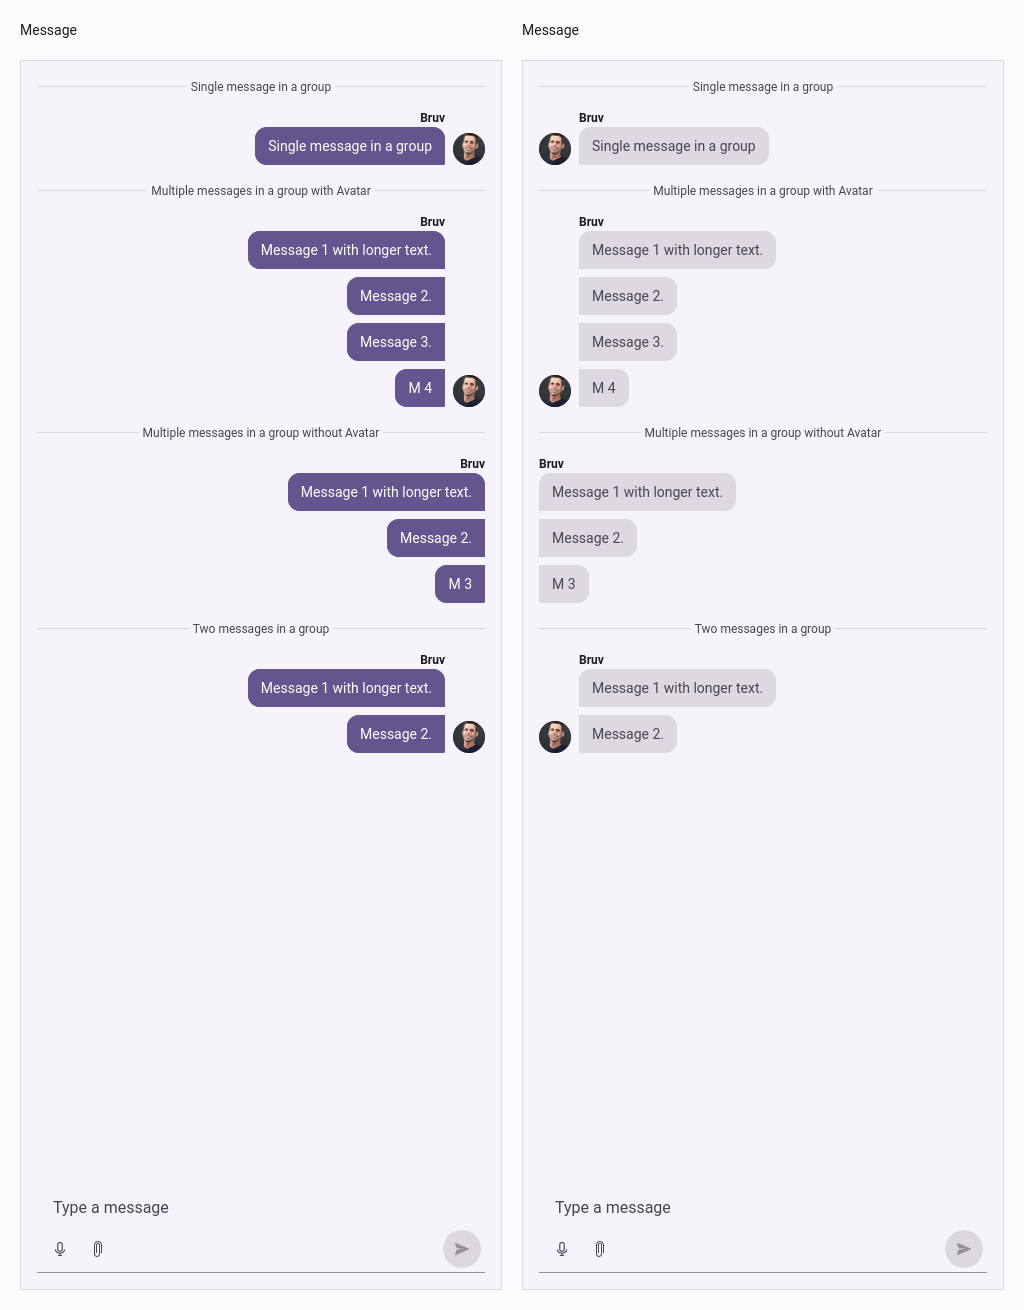 Message
Single message in a group
Bruv
Single message in a group
Multiple messages in a group with Avatar
Bruv
Message 1 with longer text.
Message 2.
Message 3.
M 4
Multiple messages in a group without Avatar
Bruv
Message 1 with longer text.
Message 2.
M 3
Two messages in a group
Bruv
Message 1 with longer text.
Message 2.
Type a message
Message
Single message in a group
Bruv
Single message in a group
Multiple messages in a group with Avatar
Bruv
Message 1 with longer text.
Message 2.
Message 3.
M 4
Multiple messages in a group without Avatar
Bruv
Message 1 with longer text.
Message 2.
M 3
Two messages in a group
Bruv
Message 1 with longer text.
Message 2.
Type a message